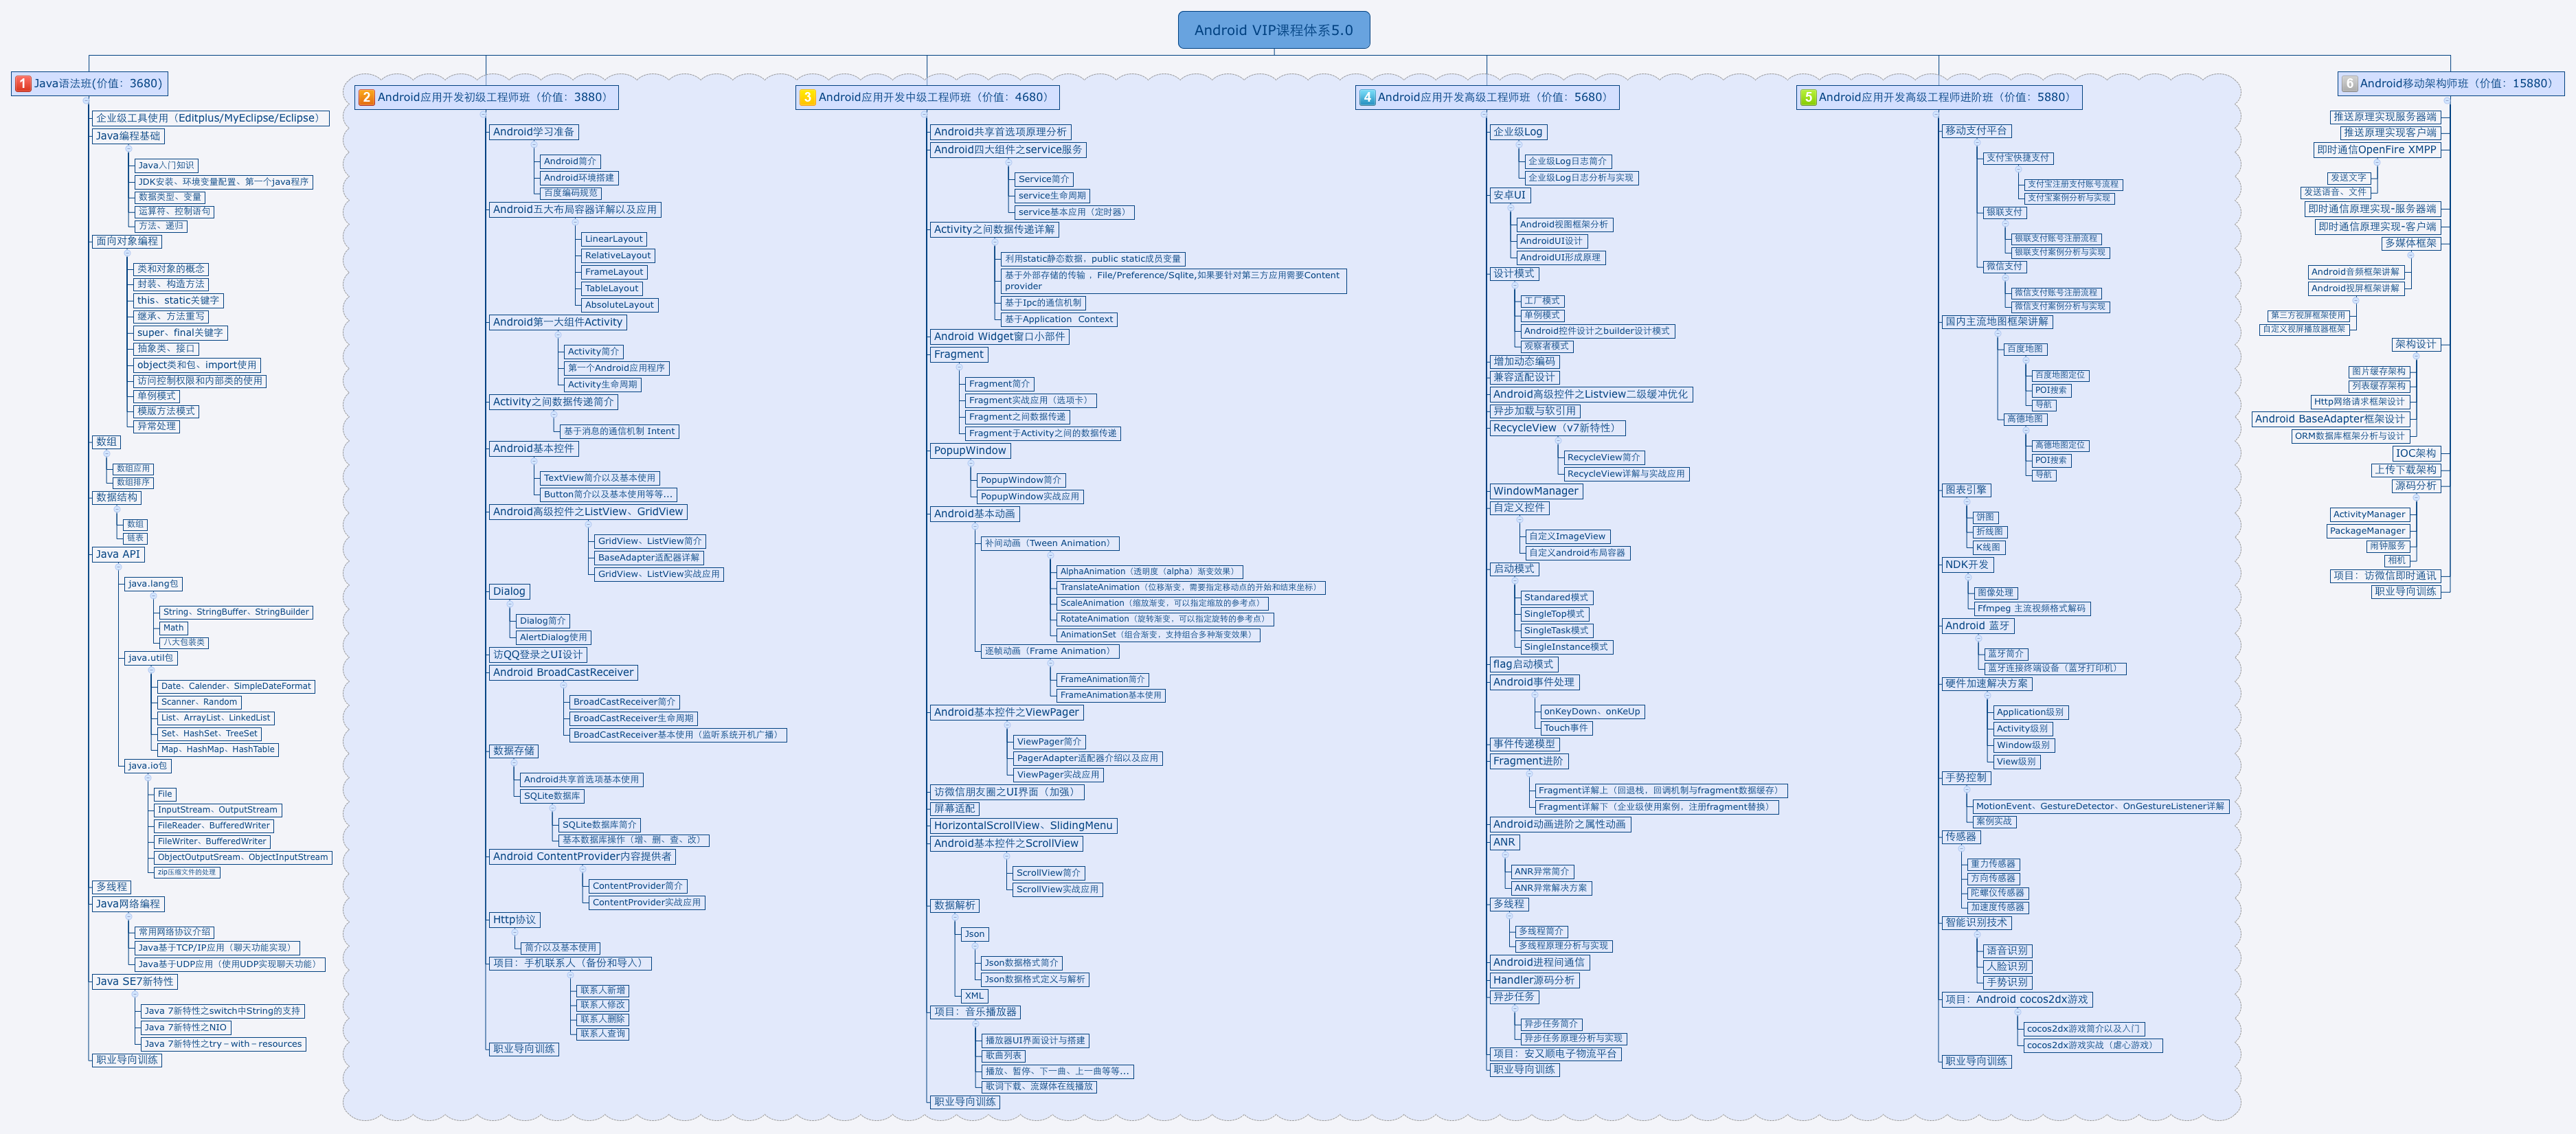 Android VIP课程体系5.0
1 Java语法班(价值：3680)
企业级工具使用（Editplus/MyEclipse/Eclipse）
Java编程基础
Java入门知识
JDK安装、环境变量配置、第一个java程序
数据类型、变量
运算符、控制语句
方法、递归
面向对象编程
类和对象的概念
封装、构造方法
this、static关键字
继承、方法重写
super、final关键字
抽象类、接口
object类和包、import使用
访问控制权限和内部类的使用
单例模式
模版方法模式
异常处理
数组
数组应用
数组排序
数据结构
数组
链表
Java API
java.lang包
String、StringBuffer、StringBuilder
Math
八大包装类
java.util包
Date、Calender、SimpleDateFormat
Scanner、Random
List、ArrayList、LinkedList
Set、HashSet、TreeSet
Map、HashMap、HashTable
java.io包
File
InputStream、OutputStream
FileReader、BufferedWriter
FileWriter、BufferedWriter
ObjectOutputSream、ObjectInputStream
zip压缩文件的处理
多线程
Java网络编程
常用网络协议介绍
Java基于TCP/IP应用（聊天功能实现）
Java基于UDP应用（使用UDP实现聊天功能）
Java SE7新特性
Java 7新特性之switch中String的支持
Java 7新特性之NIO
Java 7新特性之try－with－resources
职业导向训练
2 Android应用开发初级工程师班（价值：3880）
Android学习准备
Android简介
Android环境搭建
百度编码规范
Android五大布局容器详解以及应用
LinearLayout
RelativeLayout
FrameLayout
TableLayout
AbsoluteLayout
Android第一大组件Activity
Activity简介
第一个Android应用程序
Activity生命周期
Activity之间数据传递简介
基于消息的通信机制 Intent
Android基本控件
TextView简介以及基本使用
Button简介以及基本使用等等...
Android高级控件之ListView、GridView
GridView、ListView简介
BaseAdapter适配器详解
GridView、ListView实战应用
Dialog
Dialog简介
AlertDialog使用
访QQ登录之UI设计
Android BroadCastReceiver
BroadCastReceiver简介
BroadCastReceiver生命周期
BroadCastReceiver基本使用（监听系统开机广播）
数据存储
Android共享首选项基本使用
SQLite数据库
SQLite数据库简介
基本数据库操作（增、删、查、改）
Android ContentProvider内容提供者
ContentProvider简介
ContentProvider实战应用
Http协议
简介以及基本使用
项目：手机联系人（备份和导入）
联系人新增
联系人修改
联系人删除
联系人查询
职业导向训练
3 Android应用开发中级工程师班（价值：4680）
Android共享首选项原理分析
Android四大组件之service服务
Service简介
service生命周期
service基本应用（定时器）
Activity之间数据传递详解
利用static静态数据，public static成员变量
基于外部存储的传输 ，File/Preference/Sqlite,如果要针对第三方应用需要Content
provider
基于Ipc的通信机制
基于Application Context
Android Widget窗口小部件
Fragment
Fragment简介
Fragment实战应用（选项卡）
Fragment之间数据传递
Fragment于Activity之间的数据传递
PopupWindow
PopupWindow简介
PopupWindow实战应用
Android基本动画
补间动画（Tween Animation）
AlphaAnimation（透明度（alpha）渐变效果）
TranslateAnimation（位移渐变，需要指定移动点的开始和结束坐标）
ScaleAnimation（缩放渐变，可以指定缩放的参考点）
RotateAnimation（旋转渐变，可以指定旋转的参考点）
AnimationSet（组合渐变，支持组合多种渐变效果）
逐帧动画（Frame Animation）
FrameAnimation简介
FrameAnimation基本使用
Android基本控件之ViewPager
ViewPager简介
PagerAdapter适配器介绍以及应用
ViewPager实战应用
访微信朋友圈之UI界面（加强）
屏幕适配
HorizontalScrollView、SlidingMenu
Android基本控件之ScrollView
ScrollView简介
ScrollView实战应用
数据解析
Json
Json数据格式简介
Json数据格式定义与解析
XML
项目：音乐播放器
播放器UI界面设计与搭建
歌曲列表
播放、暂停、下一曲、上一曲等等...
歌词下载、流媒体在线播放
职业导向训练
4 Android应用开发高级工程师班（价值：5680）
企业级Log
企业级Log日志简介
企业级Log日志分析与实现
安卓UI
Android视图框架分析
AndroidUI设计
AndroidUI形成原理
设计模式
工厂模式
单例模式
Android控件设计之builder设计模式
观察者模式
增加动态编码
兼容适配设计
Android高级控件之Listview二级缓冲优化
异步加载与软引用
RecycleView（v7新特性）
RecycleView简介
RecycleView详解与实战应用
WindowManager
自定义控件
自定义ImageView
自定义android布局容器
启动模式
Standared模式
SingleTop模式
SingleTask模式
SingleInstance模式
flag启动模式
Android事件处理
onKeyDown、onKeUp
Touch事件
事件传递模型
Fragment进阶
Fragment详解上（回退栈，回调机制与fragment数据缓存）
Fragment详解下（企业级使用案例，注册fragment替换）
Android动画进阶之属性动画
ANR
ANR异常简介
ANR异常解决方案
多线程
多线程简介
多线程原理分析与实现
Android进程间通信
Handler源码分析
异步任务
异步任务简介
异步任务原理分析与实现
项目：安又顺电子物流平台
职业导向训练
5 Android应用开发高级工程师进阶班（价值：5880）
移动支付平台
支付宝快捷支付
支付宝注册支付账号流程
支付宝案例分析与实现
银联支付
银联支付账号注册流程
银联支付案例分析与实现
微信支付
微信支付账号注册流程
微信支付案例分析与实现
国内主流地图框架讲解
百度地图
百度地图定位
POI搜索
导航
高德地图
高德地图定位
POI搜索
导航
图表引擎
饼图
折线图
K线图
NDK开发
图像处理
Ffmpeg 主流视频格式解码
Android 蓝牙
蓝牙简介
蓝牙连接终端设备（蓝牙打印机）
硬件加速解决方案
Application级别
Activity级别
Window级别
View级别
手势控制
MotionEvent、GestureDetector、OnGestureListener详解
案例实战
传感器
重力传感器
方向传感器
陀螺仪传感器
加速度传感器
智能识别技术
语音识别
人脸识别
手势识别
项目：Android cocos2dx游戏
cocos2dx游戏简介以及入门
cocos2dx游戏实战（虐心游戏）
职业导向训练
6 Android移动架构师班（价值：15880）
推送原理实现服务器端
推送原理实现客户端
即时通信OpenFire XMPP
发送文字
发送语音、文件
即时通信原理实现-服务器端
即时通信原理实现-客户端
多媒体框架
Android音频框架讲解
Android视屏框架讲解
第三方视屏框架使用
自定义视屏播放器框架
架构设计
图片缓存架构
列表缓存架构
Http网络请求框架设计
Android BaseAdapter框架设计
ORM数据库框架分析与设计
IOC架构
上传下载架构
源码分析
ActivityManager
PackageManager
闹钟服务
相机
项目：访微信即时通讯
职业导向训练